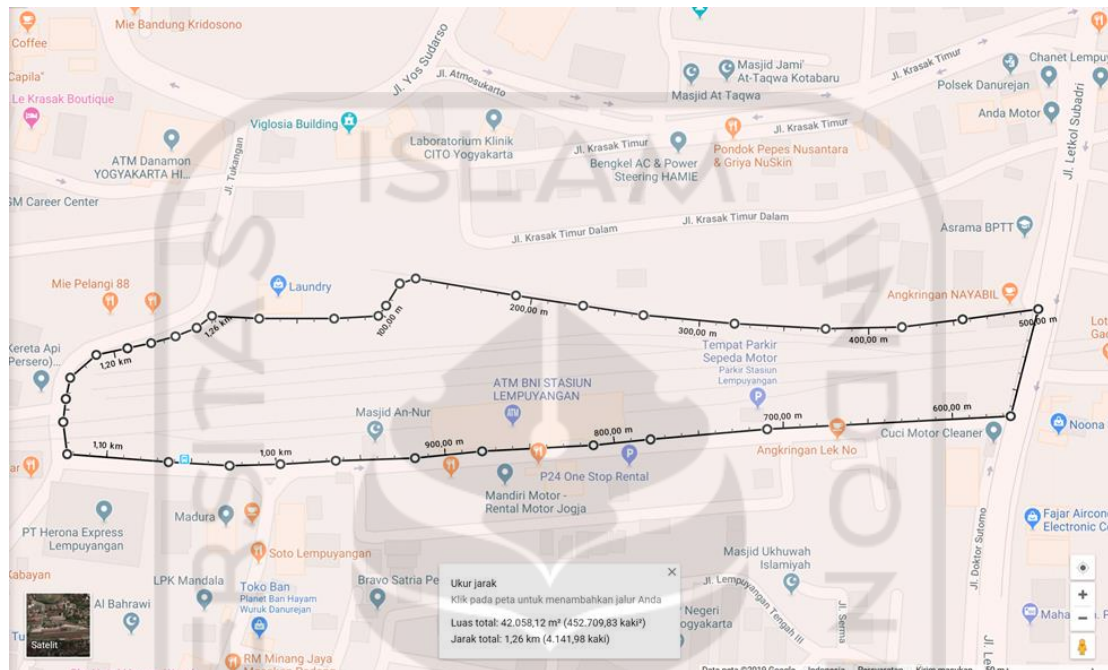 Coffee
Mie Bandung Kridosono
Capila"
Le Krasak Boutique
Jl. Yos Sudarso
Jl. Atmosukarto
Masjid Jami'
At-Taqwa Kotabaru
Masjid At Taqwa
Jl. Krasak Timur
Chanet Lempuy
Polsek Danurejan
Anda Motor
Jl. Letkol Subadri
Viglosia Building
Laboratorium Klinik
CITO Yogyakarta
Jl. Krasak Timur
Jl. Krasak Timur
Pondok Pepes Nusantara
& Griya NuSkin
Bengkel AC & Power
Steering HAMIE
ATM Danamon
YOGYAKARTA HI...
Jl. Tukangan
GM Career Center
ISLAM
Jl. Krasak Timur Dalam
Jl. Krasak Timur Dalam
Asrama BPTT
Mie Pelangi 88
Laundry
Angkringan NAYABIL
100,00 m
200,00 m
300,00 m
400,00 m
500,00 m
1,26 km
1,20 km
Kereta Api
Persero)...
Tempat Parkir
Sepeda Motor
Parkir Stasiun
Lempuyangan
ATM BNI STASIUN
LEMPUYANGAN
Masjid An-Nur
600,00 m
700,00 m
800,00 m
900,00 m
1,00 km
1,10 km
Cuci Motor Cleaner
Noona
Angkringan Lek No
P24 One Stop Rental
Mandiri Motor -
Rental Motor Jogja
PT Herona Express
Lempuyangan
Madura
Soto Lempuyangan
Fajar Aircon
Electronic Co
Jl. Doktor Sutomo
Masjid Ukhuwah
Islamiyah
Jl. Lempuyangan Tengah III
Jl. Serma
Kabayan
LPK Mandala
Al Bahrawi
Toko Ban
Planet Ban Hayam
Wuruk Danurejan
Bravo Satria Pe
Negeri
ogyakarta
RM Minang Jaya
Satelit
Ukur jarak
Klik pada peta untuk menambahkan jalur Anda
Luas total: 42.058,12 m² (452.709,83 kaki²)
Jarak total: 1,26 km (4.141,98 kaki)